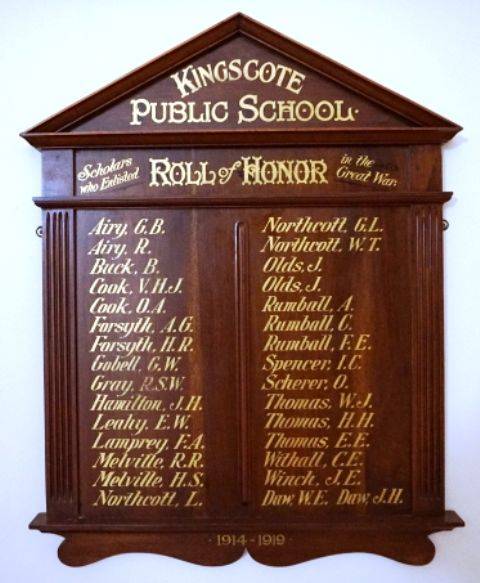 KINGSCOTE
PUBLIC SCHOOL.
Scholars
who Enlisted
ROLL of HONOR
in the
Great War.
Airy, G.B.
Airy, R.
Buck, B.
Cook, V.H.J.
Cook, O.A.
Forsyth, A.G.
Forsyth, H.R.
Gobell, G.W.
Gray, R.S.W.
Hamilton, J.H.
Leahy, E.W.
Lamprey, F.A.
Melville, R.R.
Melville, H.S.
Northcott, L.
Northcott, G.L.
Northcott, W.T.
Olds, J.
Olds, J.
Rumball, A.
Rumball, C.
Rumball, F.E.
Spencer, I.C.
Scherer, O.
Thomas, W.J.
Thomas, H.H.
Thomas, E.E.
Withall, C.E.
Winch, J.E.
Daw, W.E. Daw, J.H.
· 1914 - 1919 ·